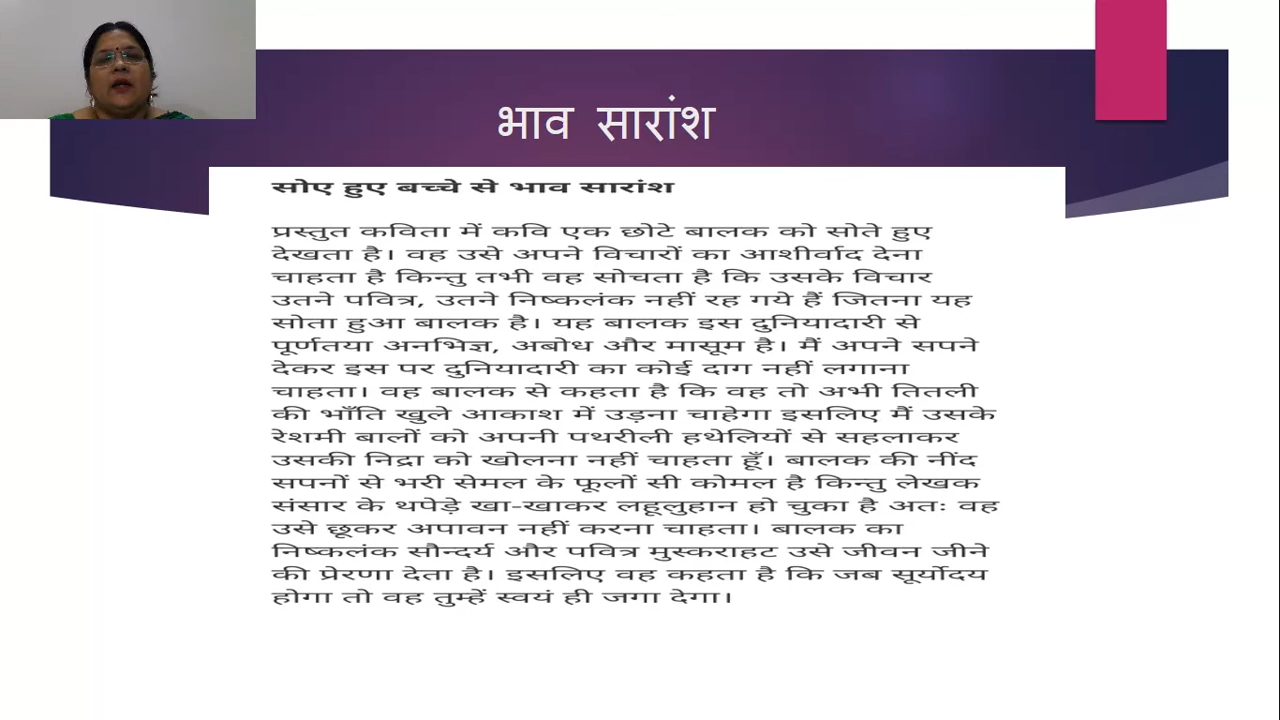 भाव सारांश
सोए हुए बच्चे से भाव सारांश
प्रस्तुत कविता में कवि एक छोटे बालक को सोते हुए
देखता है। वह उसे अपने विचारों का आशीर्वाद देना
चाहता है किन्तु तभी वह सोचता है कि उसके विचार
उतने पवित्र, उतने निष्कलंक नहीं रह गये हैं जितना यह
सोता हुआ बालक है। यह बालक इस दुनियादारी से
पूर्णतया अनभिज्ञ, अबोध और मासूम है। मैं अपने सपने
देकर इस पर दुनियादारी का कोई दाग नहीं लगाना
चाहता। वह बालक से कहता है कि वह तो अभी तितली
की भाँति खुले आकाश में उड़ना चाहेगा इसलिए मैं उसके
रेशमी बालों को अपनी पथरीली हथेलियों से सहलाकर
उसकी निद्रा को खोलना नहीं चाहता हूँ। बालक की नींद
सपनों से भरी सेमल के फूलों सी कोमल है किन्तु लेखक
संसार के थपेड़े खा-खाकर लहूलुहान हो चुका है अतः वह
उसे छूकर अपावन नहीं करना चाहता। बालक का
निष्कलंक सौन्दर्य और पवित्र मुस्कराहट उसे जीवन जीने
की प्रेरणा देता है। इसलिए वह कहता है कि जब सूर्योदय
होगा तो वह तुम्हें स्वयं ही जगा देगा।